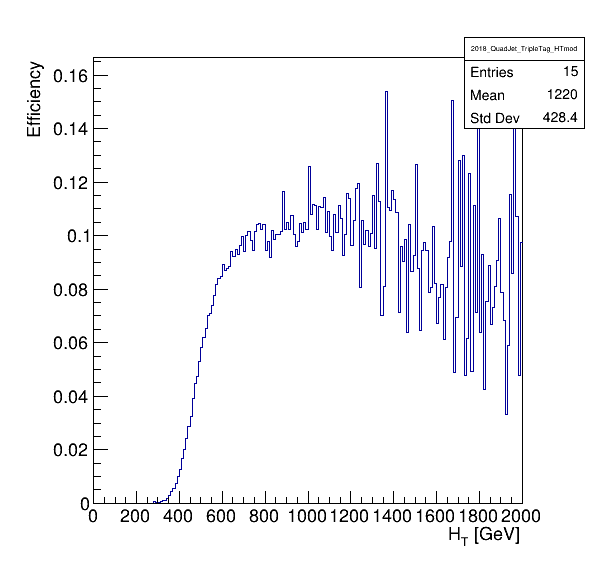 2018_QuadJet_TripleTag_HTmod
Entries 15
Mean 1220
Std Dev 428.4
Efficiency
0.16
0.14
0.12
0.1
0.08
0.06
0.04
0.02
0
0 200 400 600 800 1000 1200 1400 1600 1800 2000
H_T [GeV]